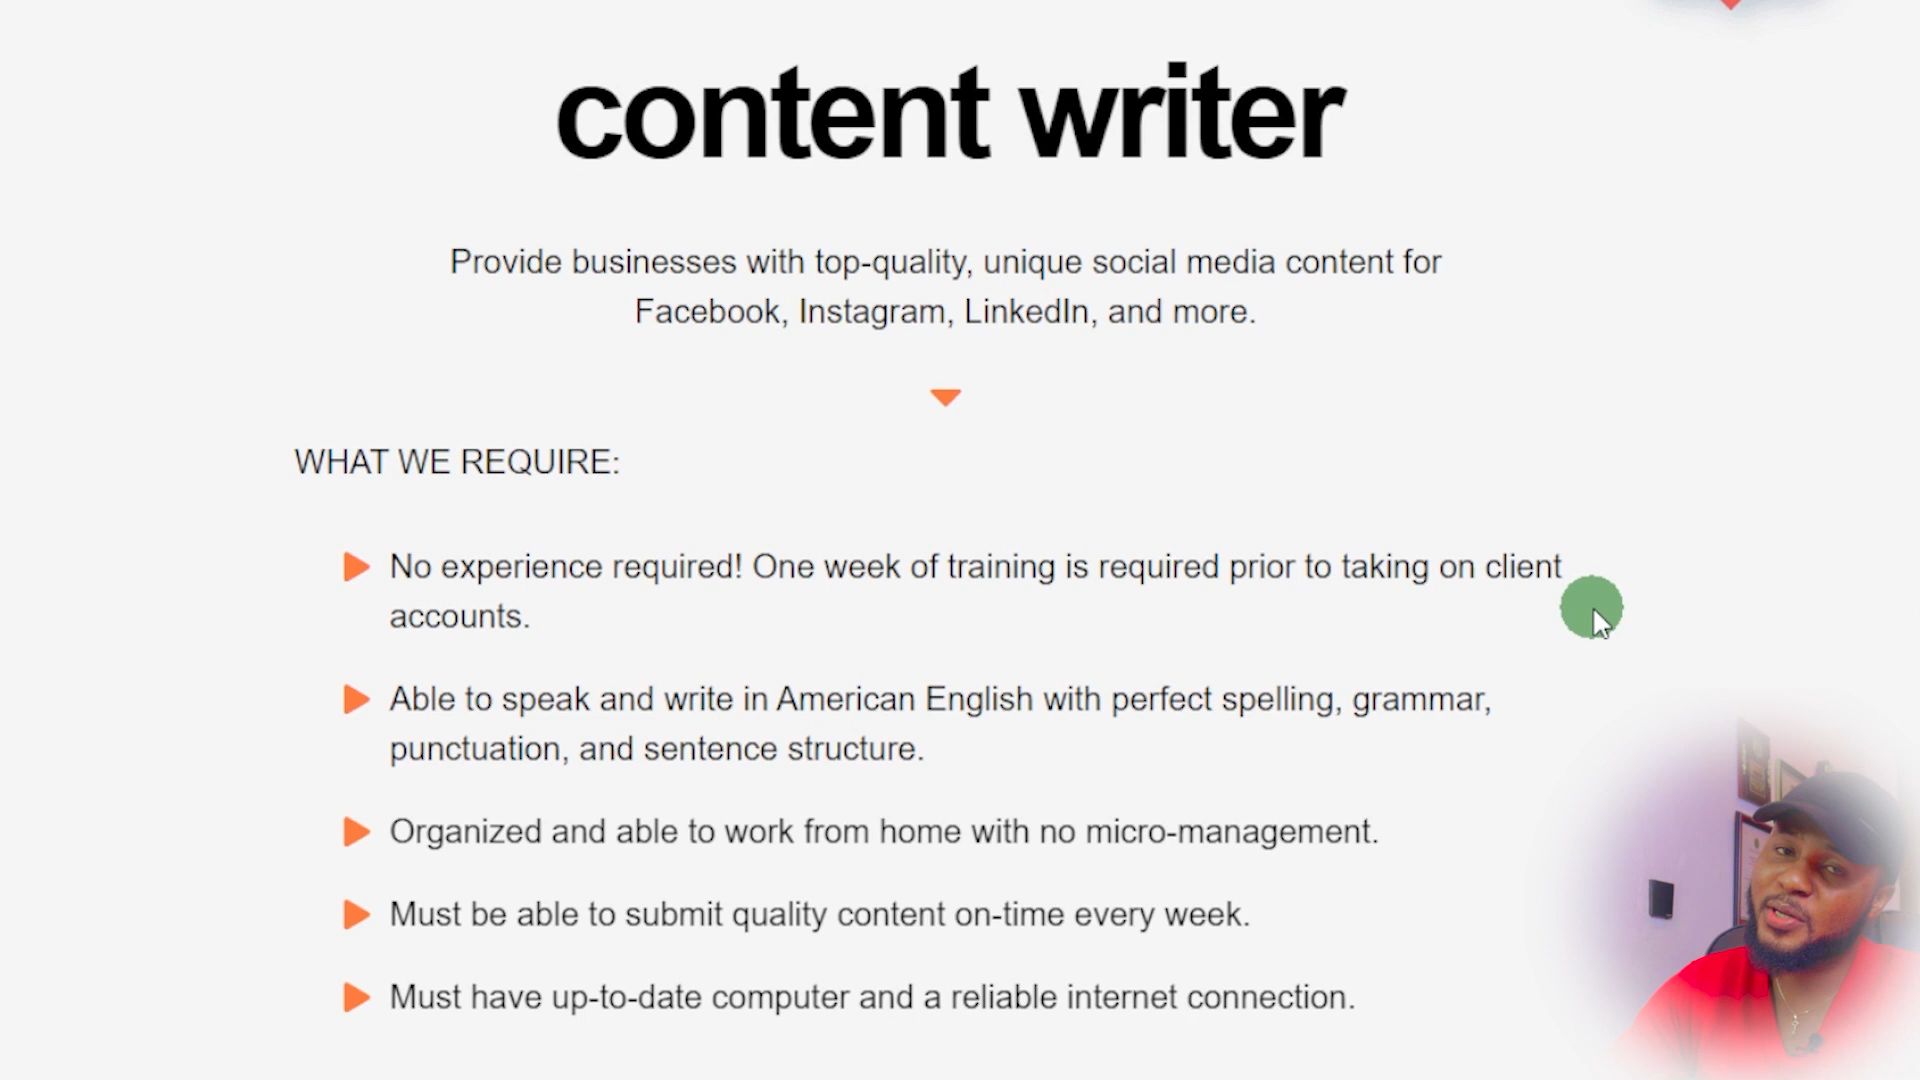 content writer
Provide businesses with top-quality, unique social media content for
Facebook, Instagram, LinkedIn, and more.
WHAT WE REQUIRE:
No experience required! One week of training is required prior to taking on client
accounts.
Able to speak and write in American English with perfect spelling, grammar,
punctuation, and sentence structure.
Organized and able to work from home with no micro-management.
Must be able to submit quality content on-time every week.
Must have up-to-date computer and a reliable internet connection.